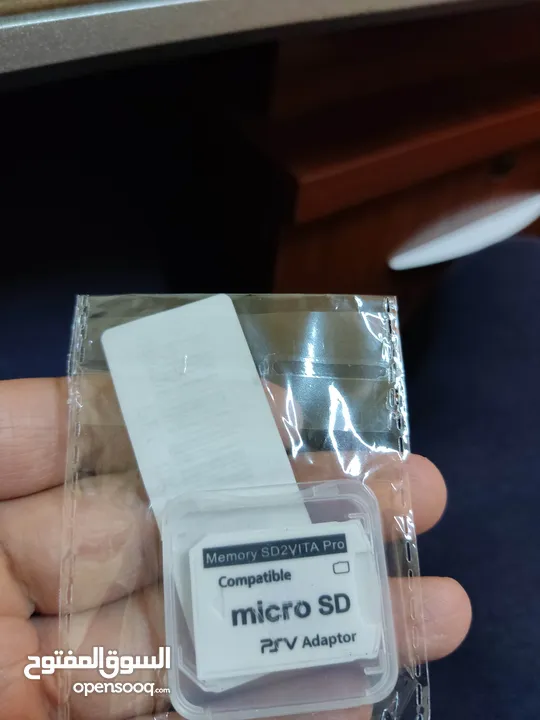 Memory SD2VITA Pro
Compatible
micro SD
PSV Adaptor
السوق المفتوح
opensooq.com